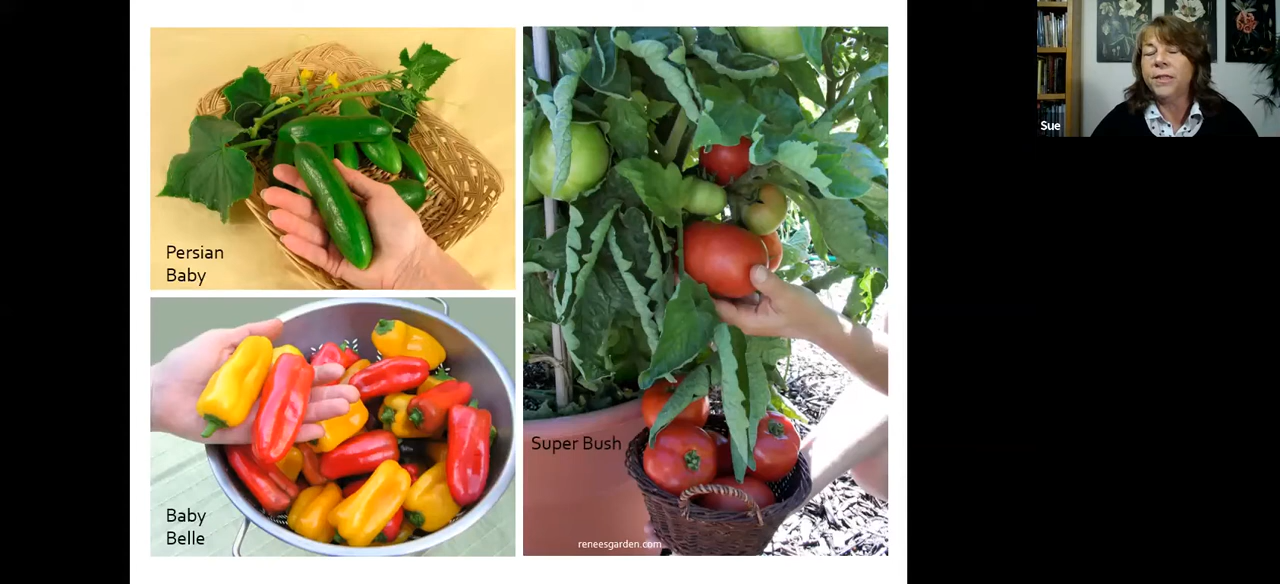 Persian
Baby
Baby
Belle
Super Bush
reneesgarden.com
Sue